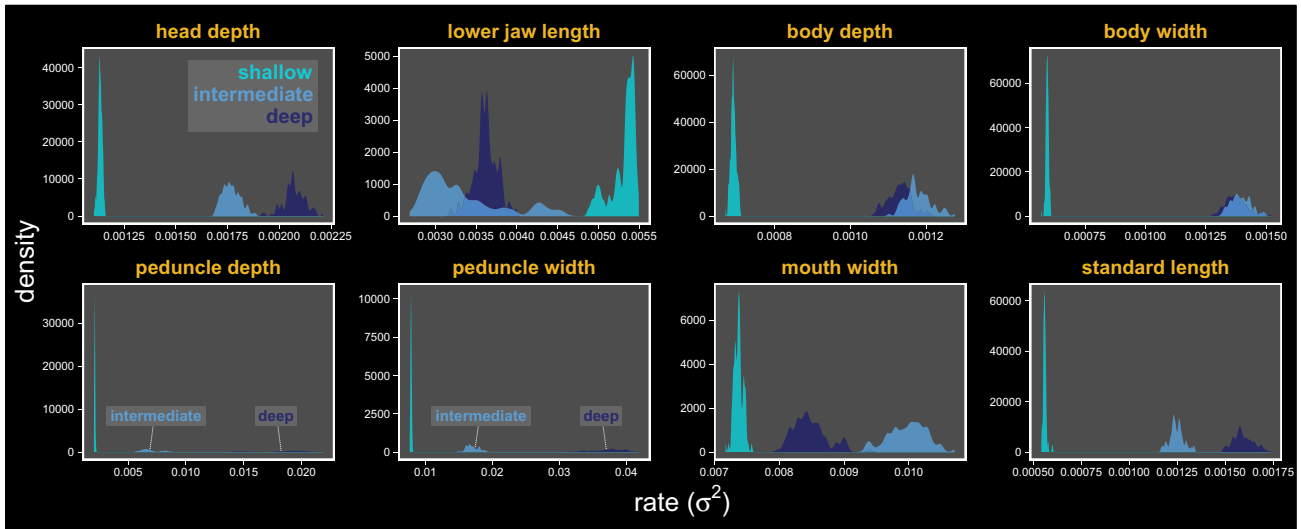 head depth
lower jaw length
body depth
body width
shallow
intermediate
deep
40000
30000
20000
10000
0
0.00125 0.00150 0.00175 0.00200 0.00225
5000
4000
3000
2000
1000
0
0.0030 0.0035 0.0040 0.0045 0.0050 0.0055
60000
40000
20000
0
0.0008 0.0010 0.0012
60000
40000
20000
0
0.00075 0.00100 0.00125 0.00150
density
peduncle depth
peduncle width
mouth width
standard length
30000
20000
10000
0
intermediate
deep
0.005 0.010 0.015 0.020
10000
7500
5000
2500
0
intermediate
deep
0.01 0.02 0.03 0.04
6000
4000
2000
0
0.007 0.008 0.009 0.010
60000
40000
20000
0
0.00050 0.00075 0.00100 0.00125 0.00150 0.00175
rate (σ²)